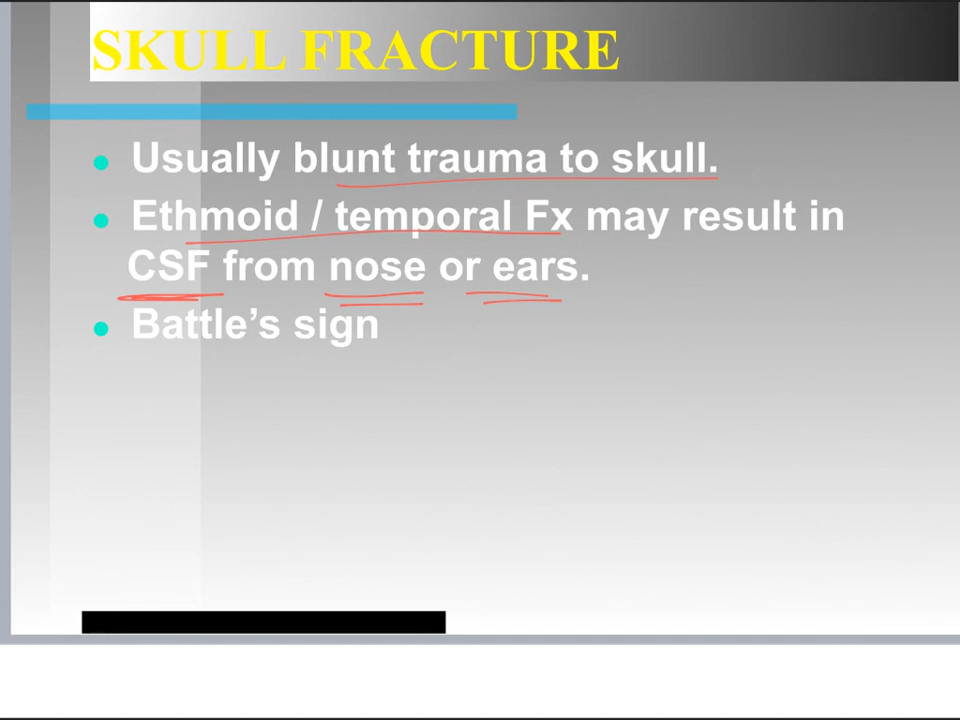 SKULL FRACTURE
● Usually blunt trauma to skull.
● Ethmoid / temporal Fx may result in
CSF from nose or ears.
● Battle’s sign